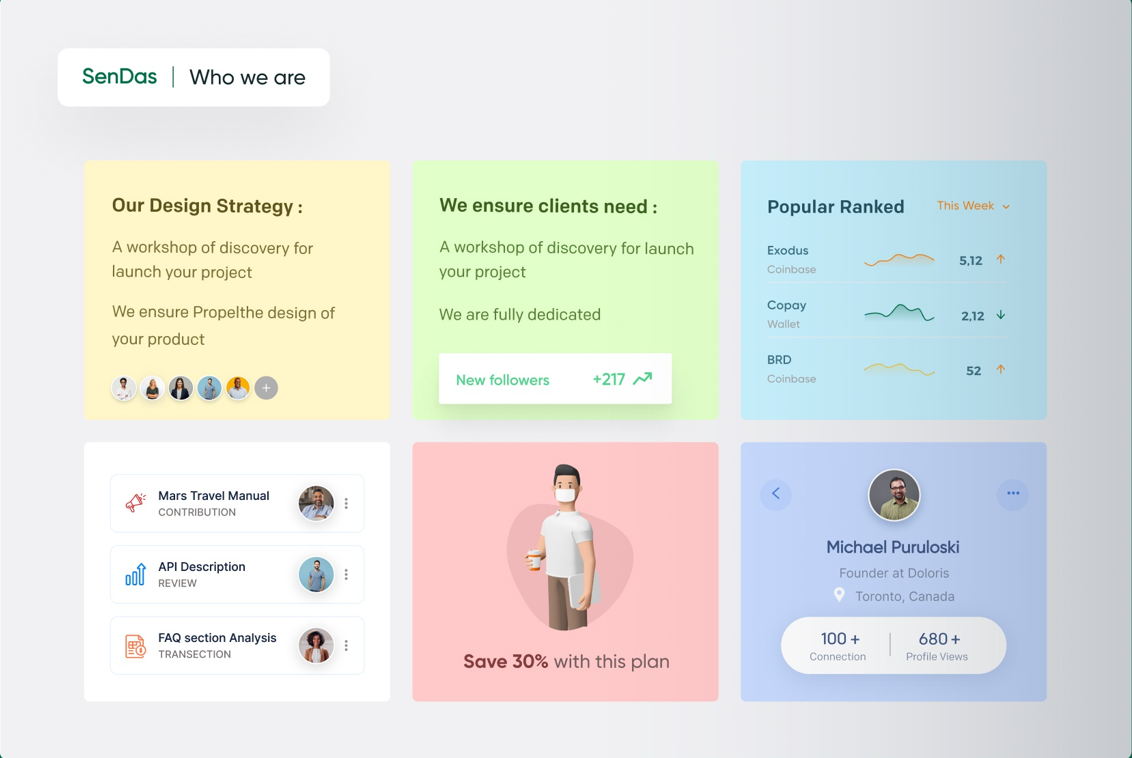 SenDas | Who we are
Our Design Strategy :
A workshop of discovery for
launch your project
We ensure Propelthe design of
your product
+
We ensure clients need :
A workshop of discovery for launch
your project
We are fully dedicated
New followers +217
Popular Ranked This Week
Exodus
Coinbase
5,12
Copay
Wallet
2,12
BRD
Coinbase
52
Mars Travel Manual
CONTRIBUTION
API Description
REVIEW
FAQ section Analysis
TRANSECTION
Save 30% with this plan
Michael Puruloski
Founder at Doloris
Toronto, Canada
100 + 680 +
Connection Profile Views